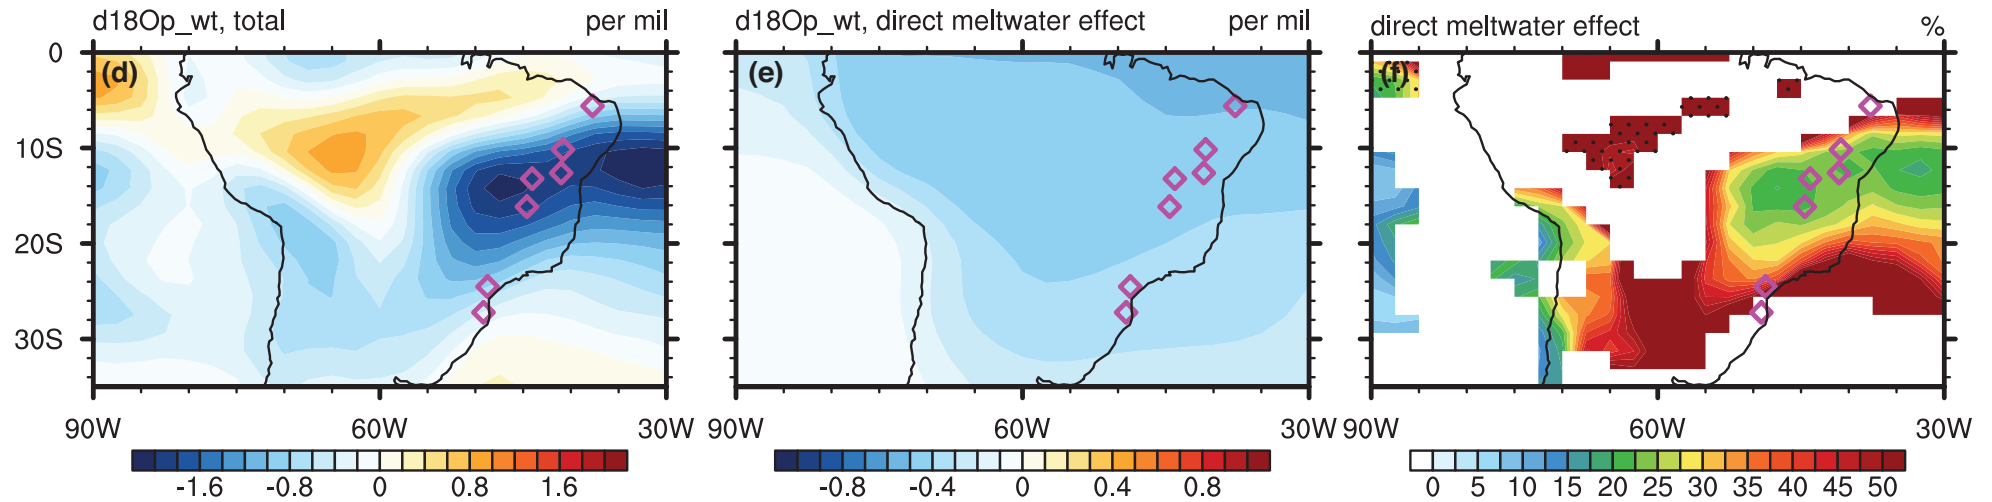 d18Op_wt, total per mil
(d)
0
10S
20S
30S
90W 60W 30W
-1.6 -0.8 0 0.8 1.6
d18Op_wt, direct meltwater effect per mil
(e)
60W 30W
90W
-0.8 -0.4 0 0.4 0.8
direct meltwater effect %
(f)
90W 60W 30W
0 5 10 15 20 25 30 35 40 45 50